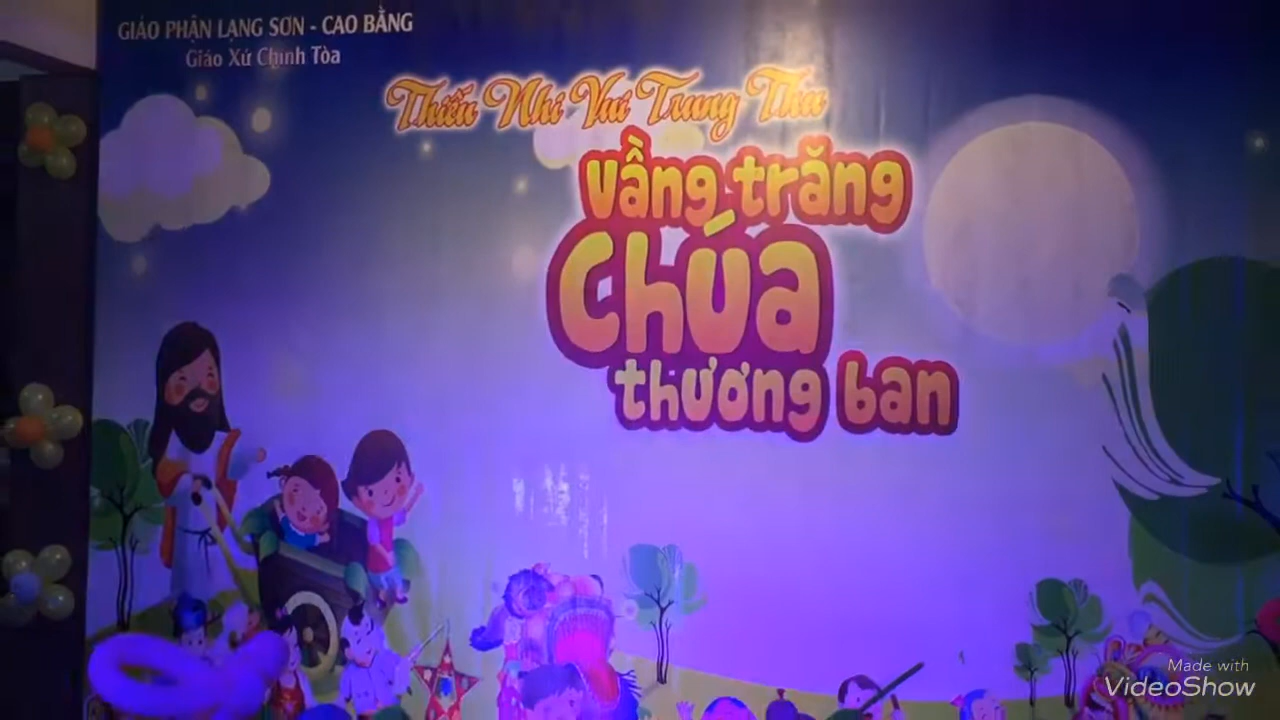 GIÁO PHẬN LẠNG SƠN - CAO BẰNG
Giáo Xứ Chính Tòa
Thiếu Nhi Vui Trung Thu
Vầng trăng
Chúa
thương ban
Made with
VideoShow